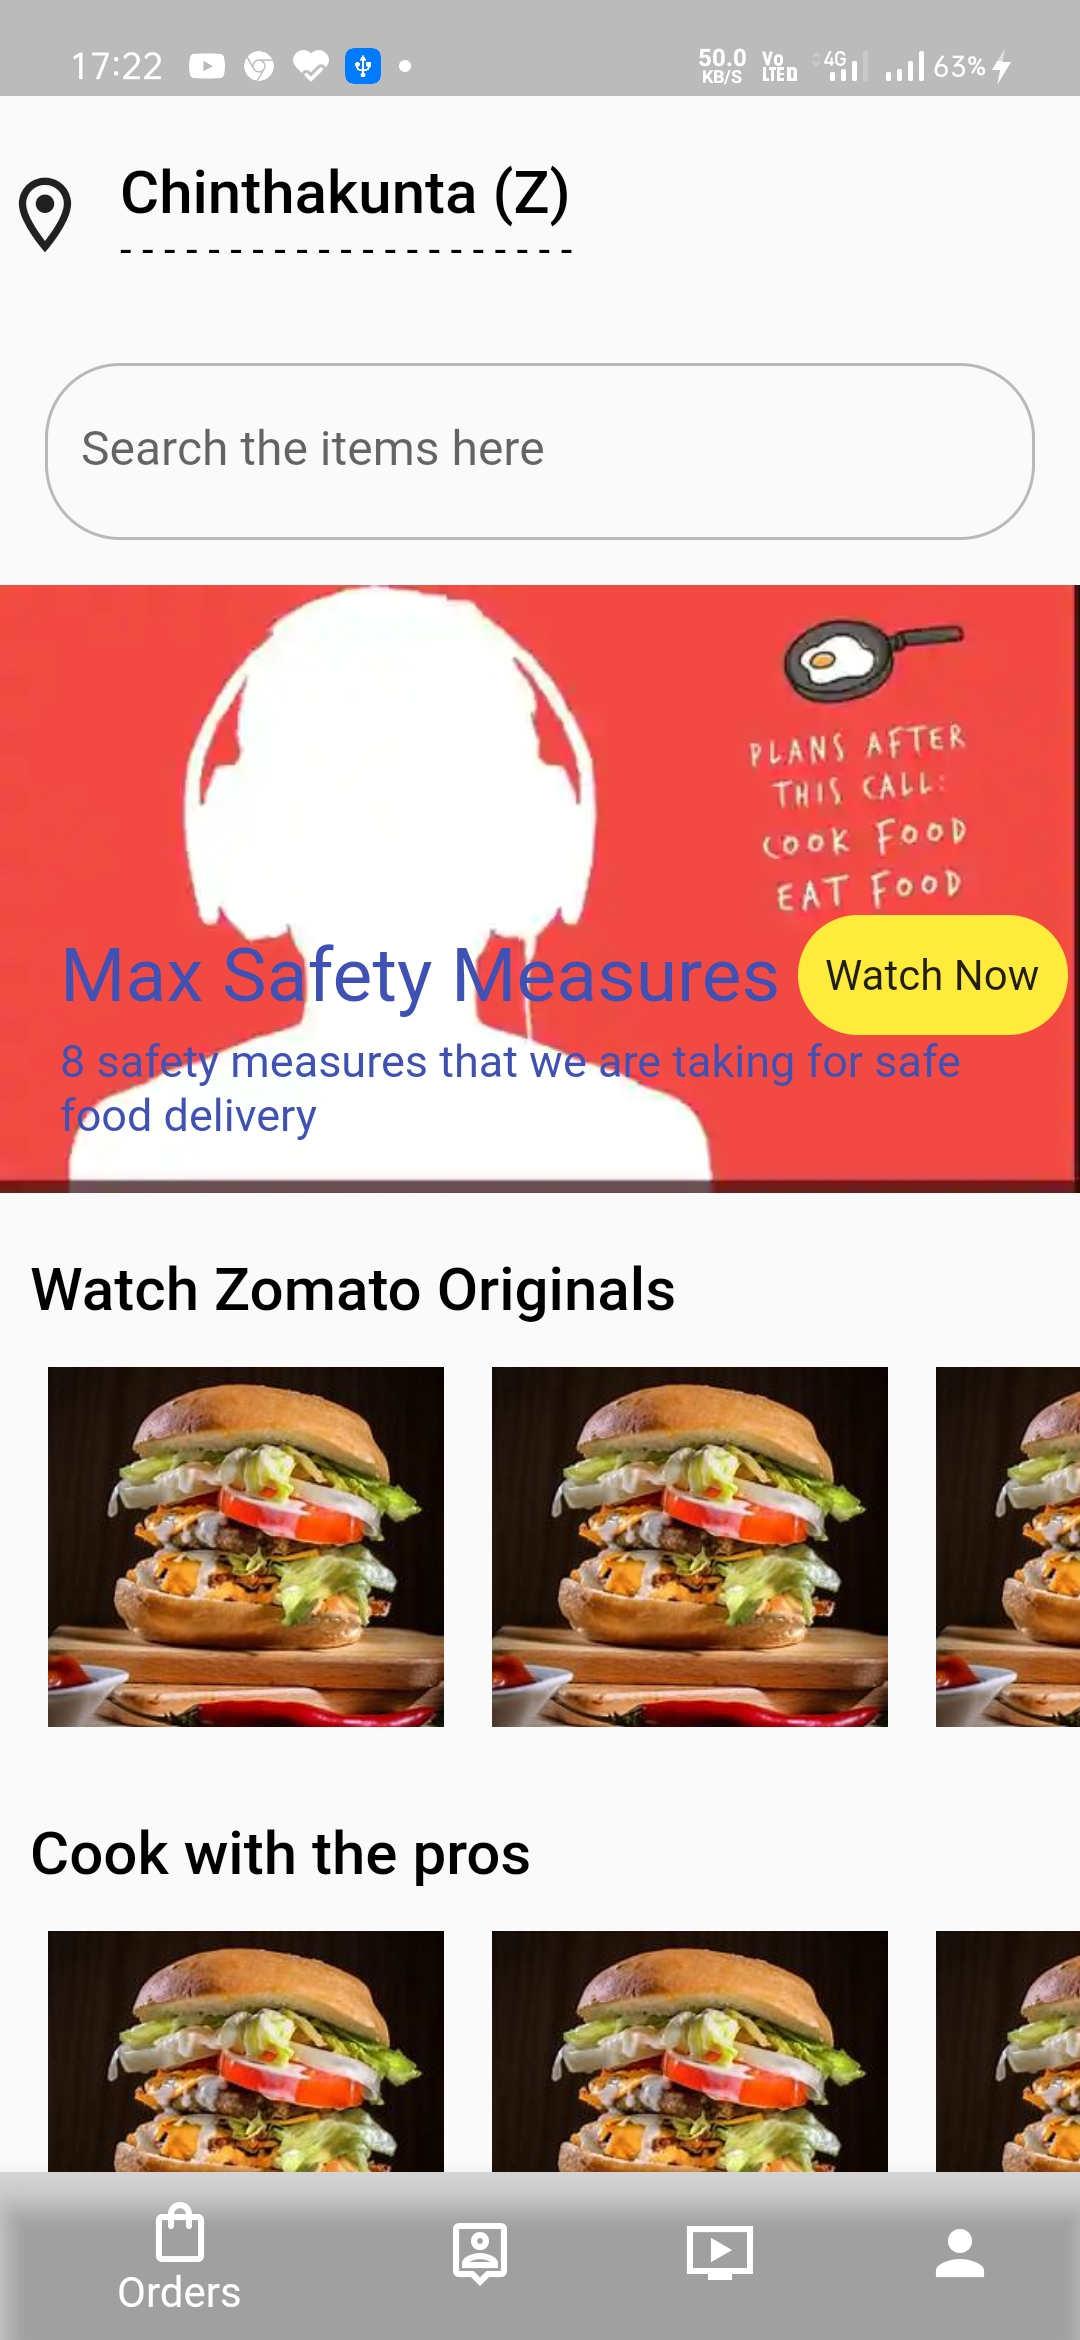 17:22
50.0 KB/S
Vo LTE D
4G
63%
Chinthakunta (Z)
Search the items here
PLANS AFTER
THIS CALL:
COOK FOOD
EAT FOOD
Max Safety Measures
Watch Now
8 safety measures that we are taking for safe
food delivery
Watch Zomato Originals
Cook with the pros
Orders